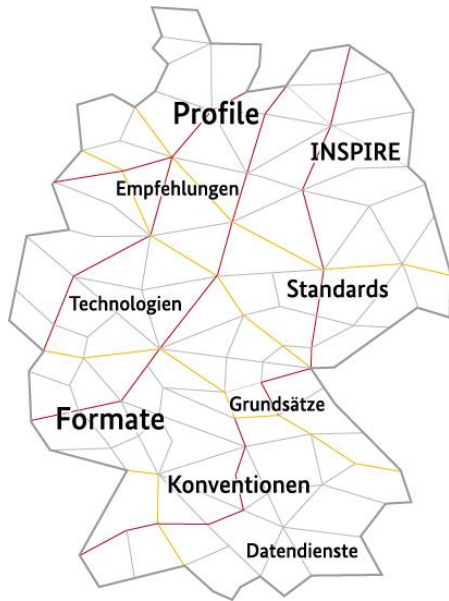 Profile
INSPIRE
Empfehlungen
Standards
Technologien
Grundsätze
Formate
Konventionen
Datendienste